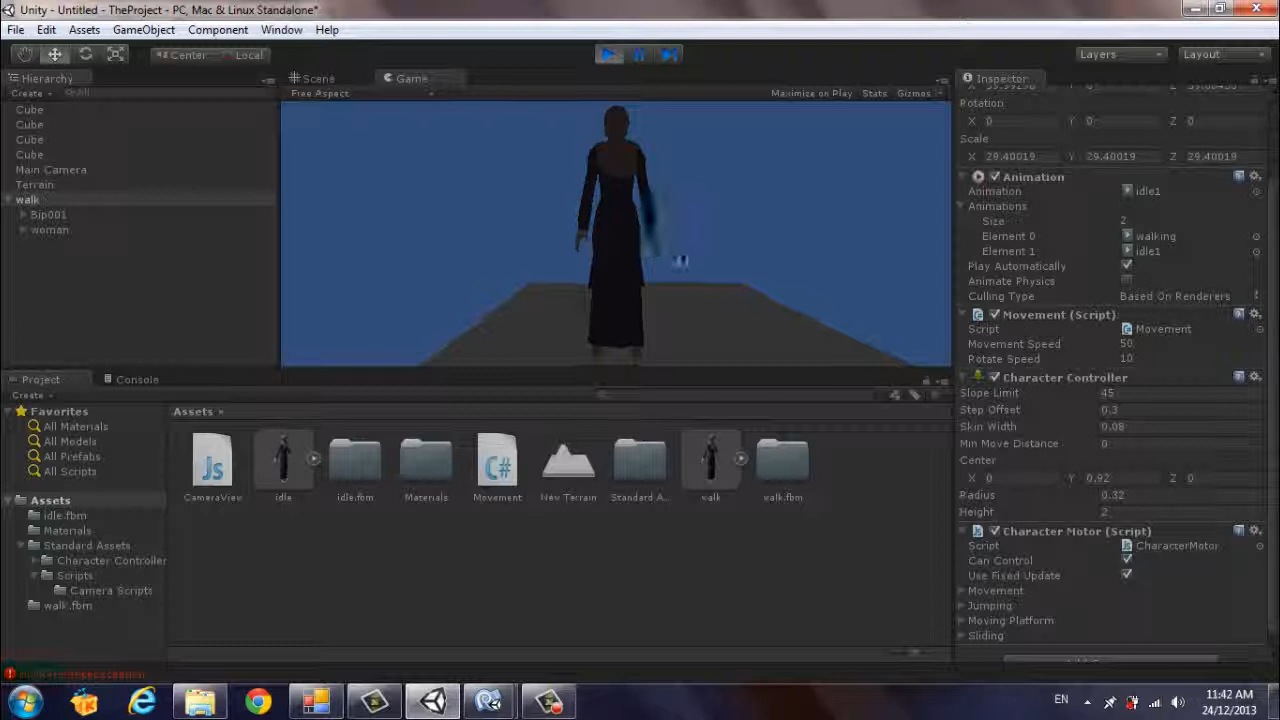 Unity - Untitled - TheProject - PC, Mac & Linux Standalone*
File Edit Assets GameObject Component Window Help
Center Local Layers Layout
Hierarchy
Create
Cube
Cube
Cube
Cube
Main Camera
Terrain
walk
Bip001
woman
Scene Game
Free Aspect Maximize on Play Stats Gizmos
Inspector
Rotation
X 0 Y 0 Z 0
Scale
X 29.40019 Y 29.40019 Z 29.40019
Animation
Animation idle1
Animations
Size 2
Element 0 walking
Element 1 idle1
Play Automatically
Animate Physics
Culling Type Based On Renderers
Movement (Script)
Script Movement
Movement Speed 50
Rotate Speed 10
Character Controller
Slope Limit 45
Step Offset 0.3
Skin Width 0.08
Min Move Distance 0
Center
X 0 Y 0.92 Z 0
Radius 0.32
Height 2
Character Motor (Script)
Script CharacterMotor
Can Control
Use Fixed Update
Movement
Jumping
Moving Platform
Sliding
Project Console
Create
Favorites
All Materials
All Models
All Prefabs
All Scripts
Assets
idle.fbm
Materials
Standard Assets
Character Controller
Scripts
Camera Scripts
walk.fbm
Assets
Js C#
CameraView idle idle.fbm Materials Movement New Terrain Standard A... walk walk.fbm
EN 11:42 AM
24/12/2013